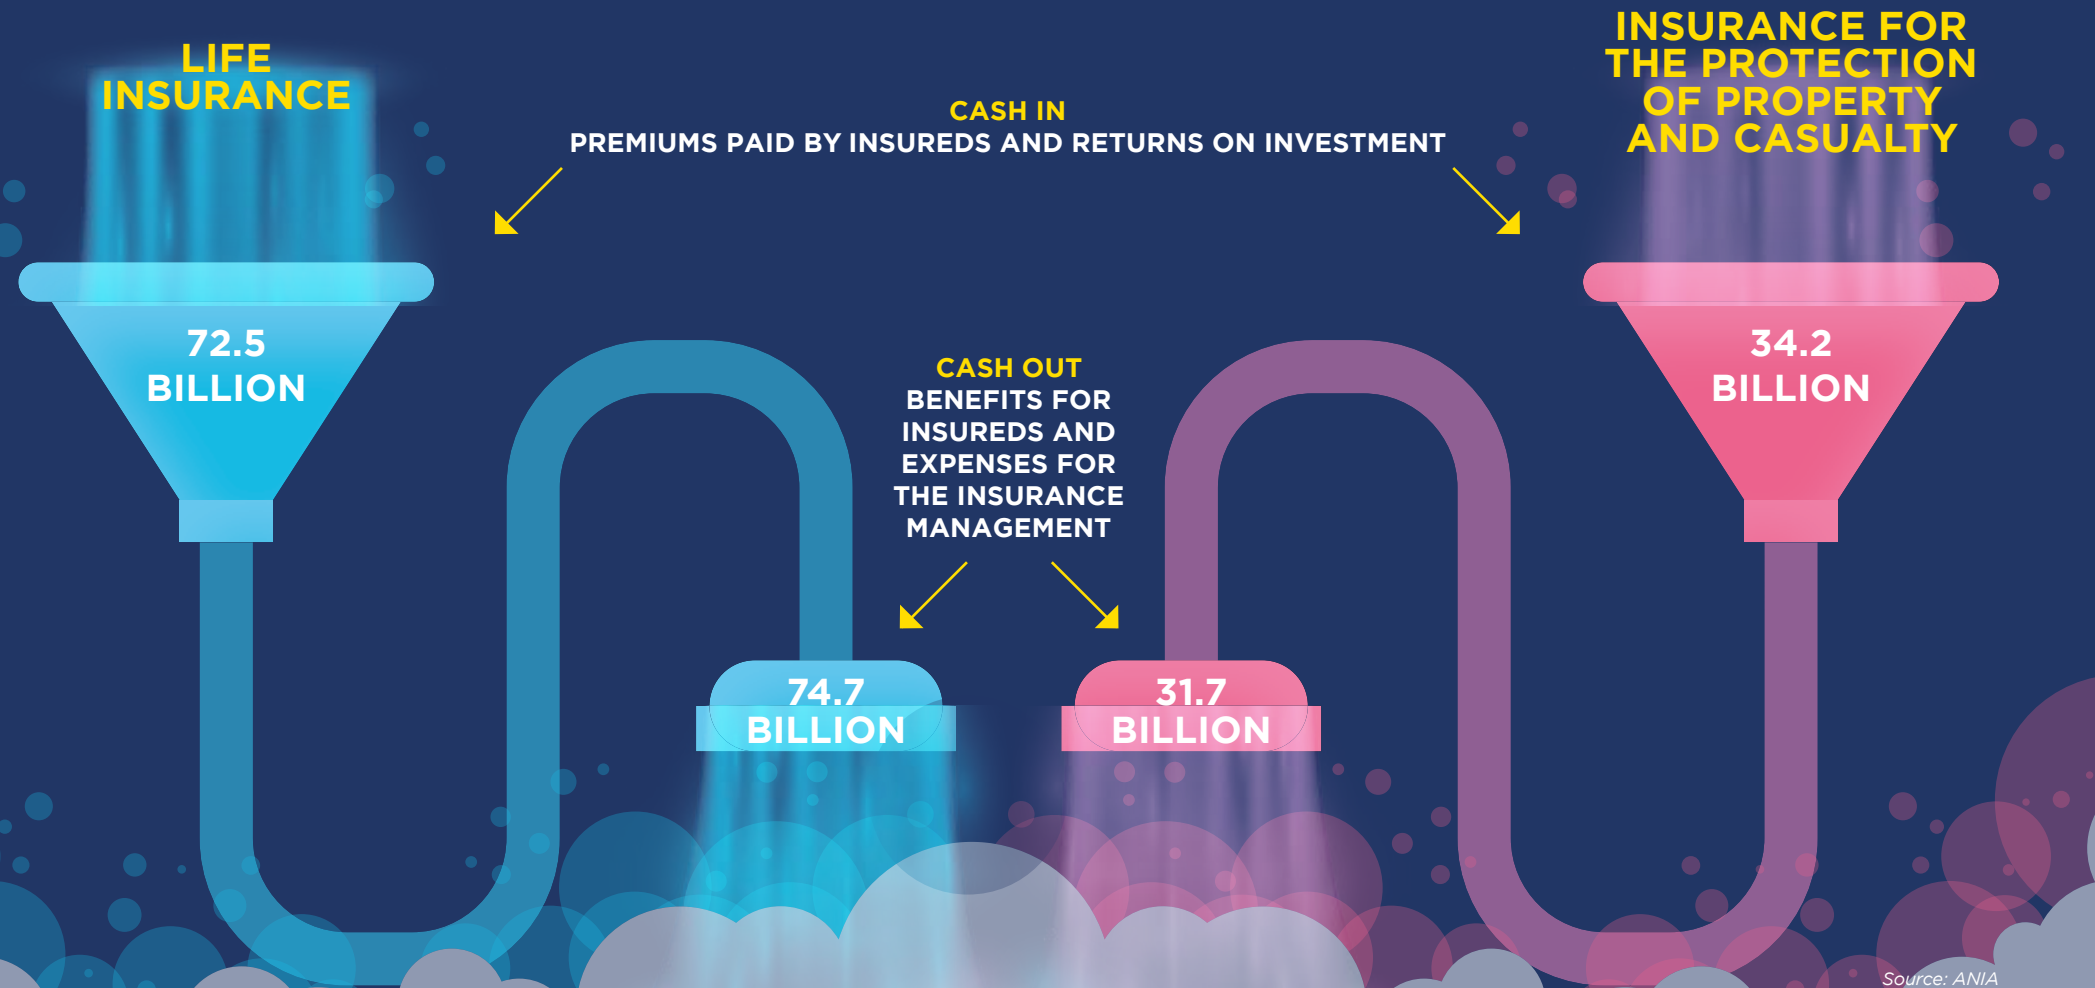 LIFE
INSURANCE
CASH IN
PREMIUMS PAID BY INSUREDS AND RETURNS ON INVESTMENT
INSURANCE FOR
THE PROTECTION
OF PROPERTY
AND CASUALTY
72.5
BILLION
34.2
BILLION
CASH OUT
BENEFITS FOR
INSUREDS AND
EXPENSES FOR
THE INSURANCE
MANAGEMENT
74.7
BILLION
31.7
BILLION
Source: ANIA